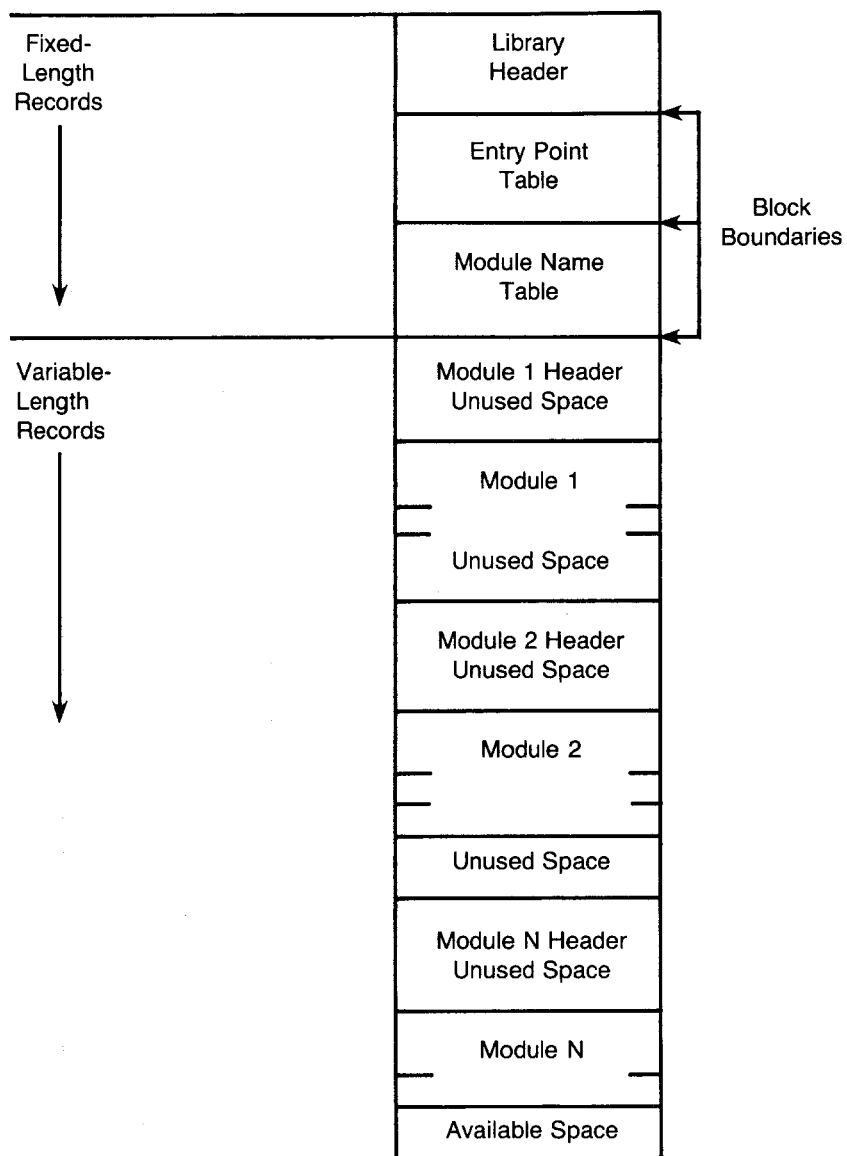 Fixed-
Length
Records
Library
Header
Entry Point
Table
Block
Boundaries
Module Name
Table
Variable-
Length
Records
Module 1 Header
Unused Space
Module 1
Unused Space
Module 2 Header
Unused Space
Module 2
Unused Space
Module N Header
Unused Space
Module N
Available Space